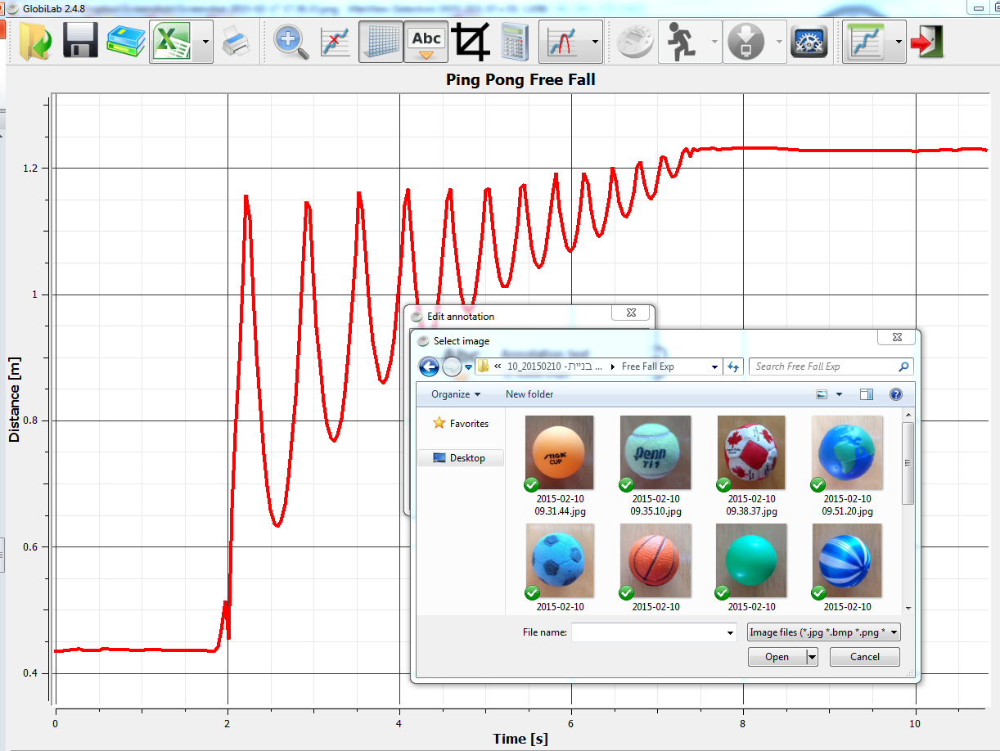 GlobiLab 2.4.8
Abc
Ping Pong Free Fall
Distance [m]
1.2
1
0.8
0.6
0.4
0
2
4
6
8
10
Time [s]
Edit annotation
Select image
« 10_20150210 -בניית ... ▸ Free Fall Exp
Search Free Fall Exp
Organize
New folder
Favorites
Desktop
STIGA
CUP
Penn
Ti1
2015-02-10
09.31.44.jpg
2015-02-10
09.35.10.jpg
2015-02-10
09.38.37.jpg
2015-02-10
09.51.20.jpg
2015-02-10
2015-02-10
2015-02-10
2015-02-10
File name:
Image files (*.jpg *.bmp *.png *
Open
Cancel